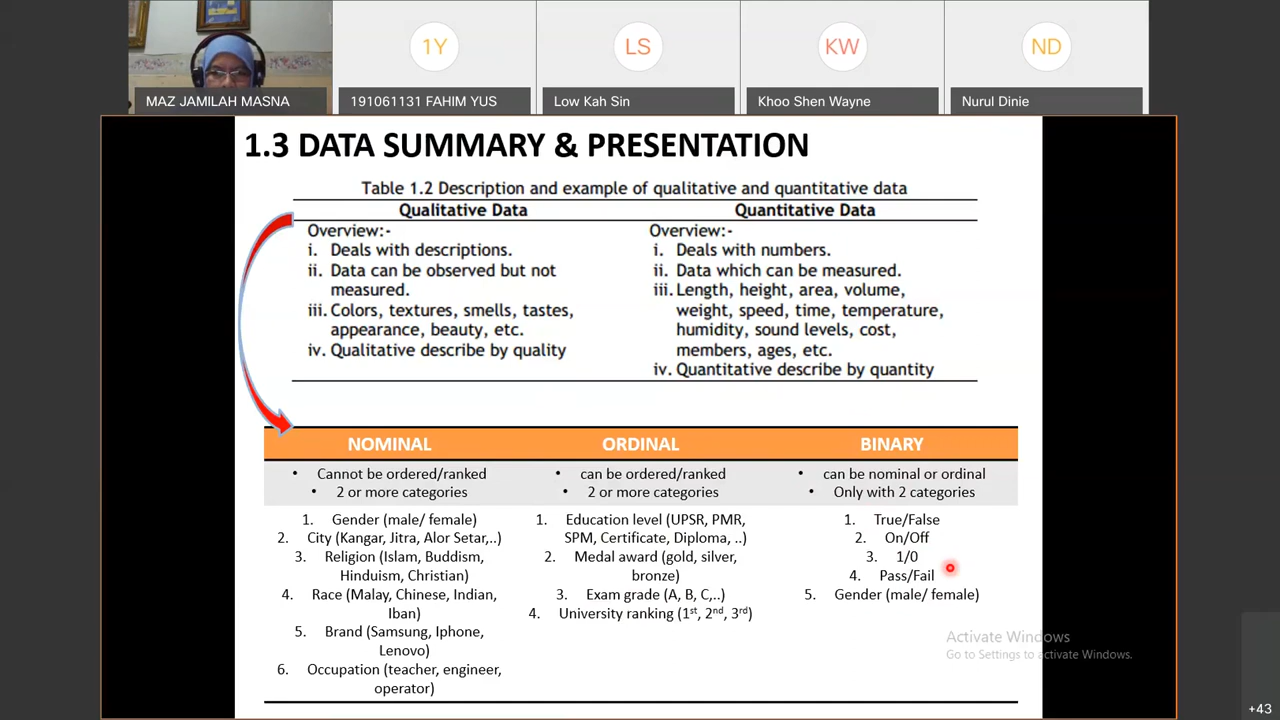 1Y
LS
KW
ND
MAZ JAMILAH MASNA
191061131 FAHIM YUS
Low Kah Sin
Khoo Shen Wayne
Nurul Dinie
1.3 DATA SUMMARY & PRESENTATION
Table 1.2 Description and example of qualitative and quantitative data
Qualitative Data
Overview:-
i. Deals with descriptions.
ii. Data can be observed but not
measured.
iii. Colors, textures, smells, tastes,
appearance, beauty, etc.
iv. Qualitative describe by quality
Quantitative Data
Overview:-
i. Deals with numbers.
ii. Data which can be measured.
iii. Length, height, area, volume,
weight, speed, time, temperature,
humidity, sound levels, cost,
members, ages, etc.
iv. Quantitative describe by quantity
NOMINAL
• Cannot be ordered/ranked
• 2 or more categories
1. Gender (male/ female)
2. City (Kangar, Jitra, Alor Setar,..)
3. Religion (Islam, Buddism,
Hinduism, Christian)
4. Race (Malay, Chinese, Indian,
Iban)
5. Brand (Samsung, Iphone,
Lenovo)
6. Occupation (teacher, engineer,
operator)
ORDINAL
• can be ordered/ranked
• 2 or more categories
1. Education level (UPSR, PMR,
SPM, Certificate, Diploma, ..)
2. Medal award (gold, silver,
bronze)
3. Exam grade (A, B, C,..)
4. University ranking (1st, 2nd, 3rd)
BINARY
• can be nominal or ordinal
• Only with 2 categories
1. True/False
2. On/Off
3. 1/0
4. Pass/Fail
5. Gender (male/ female)
Activate Windows
Go to Settings to activate Windows.
+43